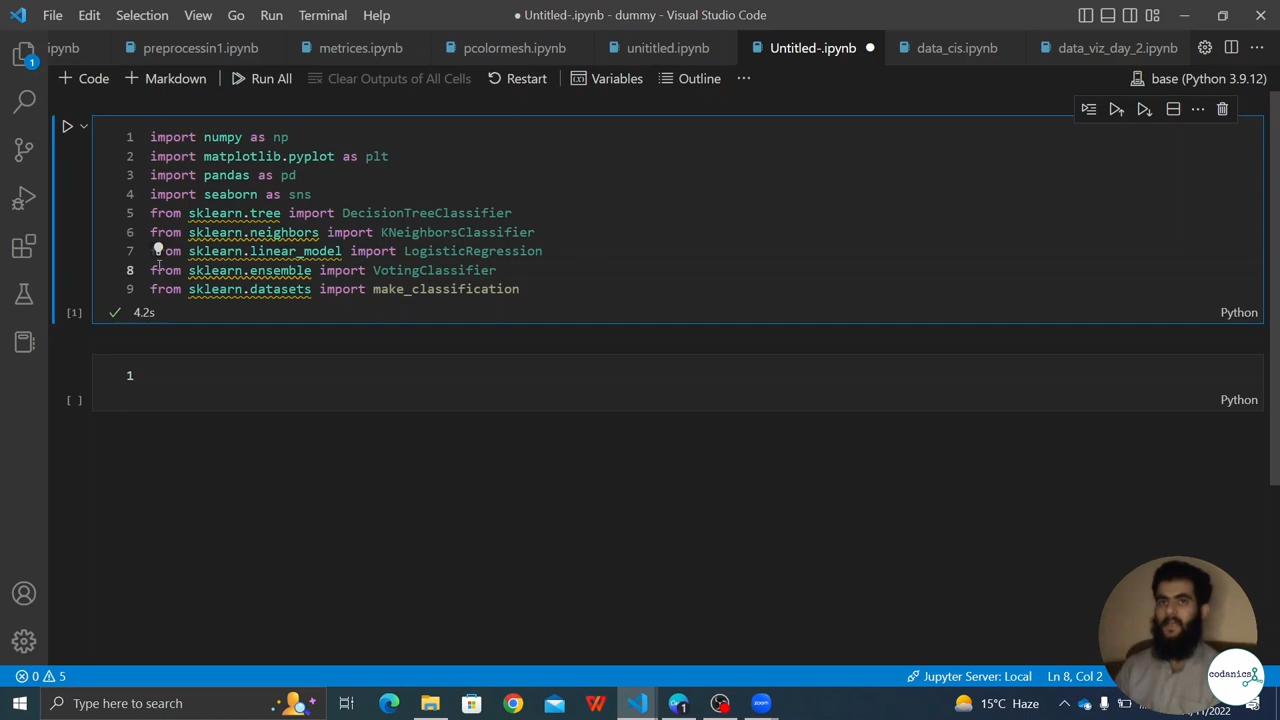 File Edit Selection View Go Run Terminal Help
● Untitled-.ipynb - dummy - Visual Studio Code
ipynb preprocessin1.ipynb metrices.ipynb pcolormesh.ipynb unititled.ipynb Untitled-.ipynb data_cis.ipynb data_viz_day_2.ipynb
+ Code + Markdown Run All Clear Outputs of All Cells Restart Variables Outline ... base (Python 3.9.12)
1 import numpy as np
2 import matplotlib.pyplot as plt
3 import pandas as pd
4 import seaborn as sns
5 from sklearn.tree import DecisionTreeClassifier
6 from sklearn.neighbors import KNeighborsClassifier
7 from sklearn.linear_model import LogisticRegression
8 from sklearn.ensemble import VotingClassifier
9 from sklearn.datasets import make_classification
[1] 4.2s Python
1
[ ] Python
0 5 Jupyter Server: Local Ln 8, Col 2
codanics
Type here to search 15°C Haze